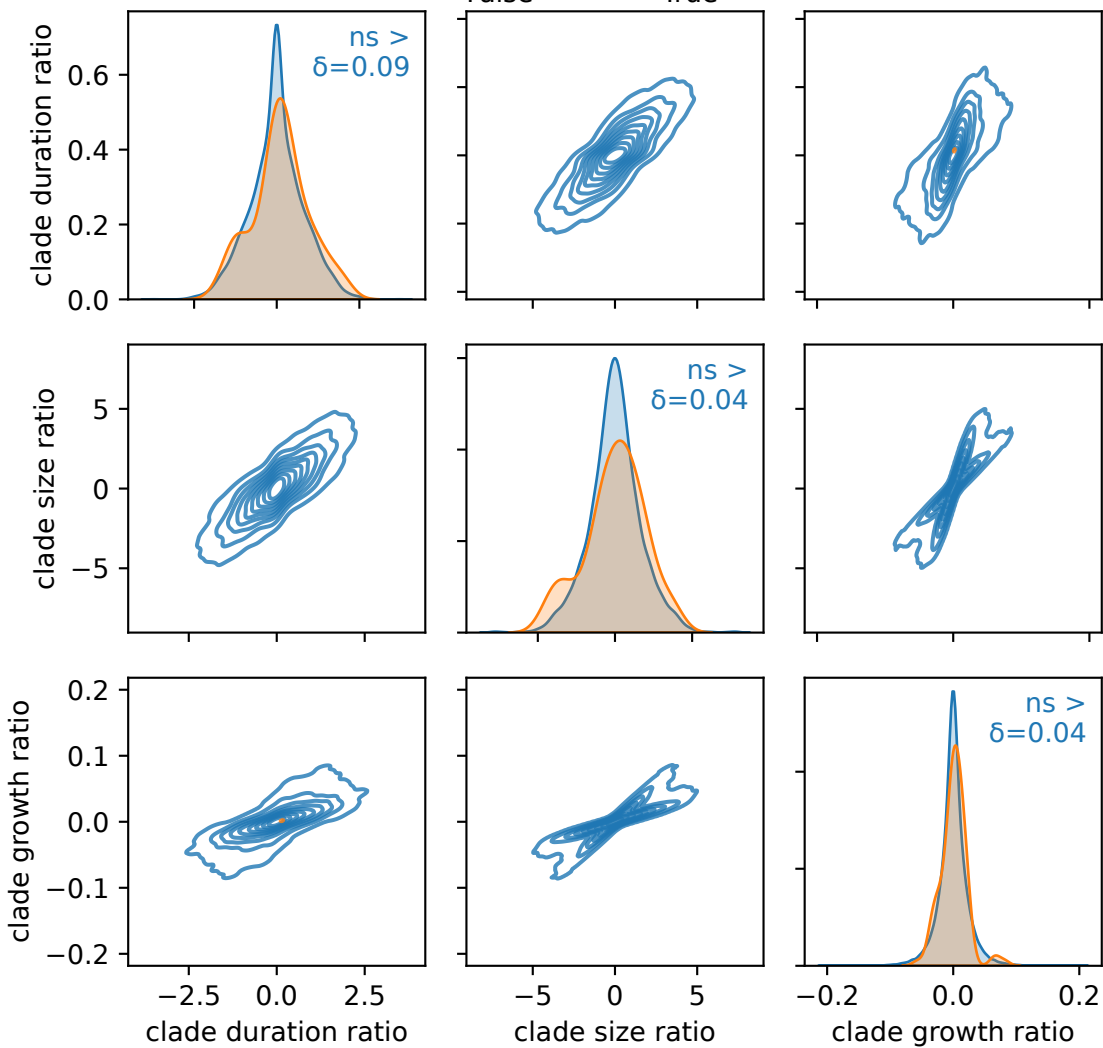 True
clade duration ratio
0.6
0.4
0.2
0.0
ns >
δ=0.09
clade size ratio
5
0
−5
ns >
δ=0.04
clade growth ratio
0.2
0.1
0.0
−0.1
−0.2
ns >
δ=0.04
−2.5 0.0 2.5
−5 0 5
−0.2 0.0 0.2
clade duration ratio
clade size ratio
clade growth ratio